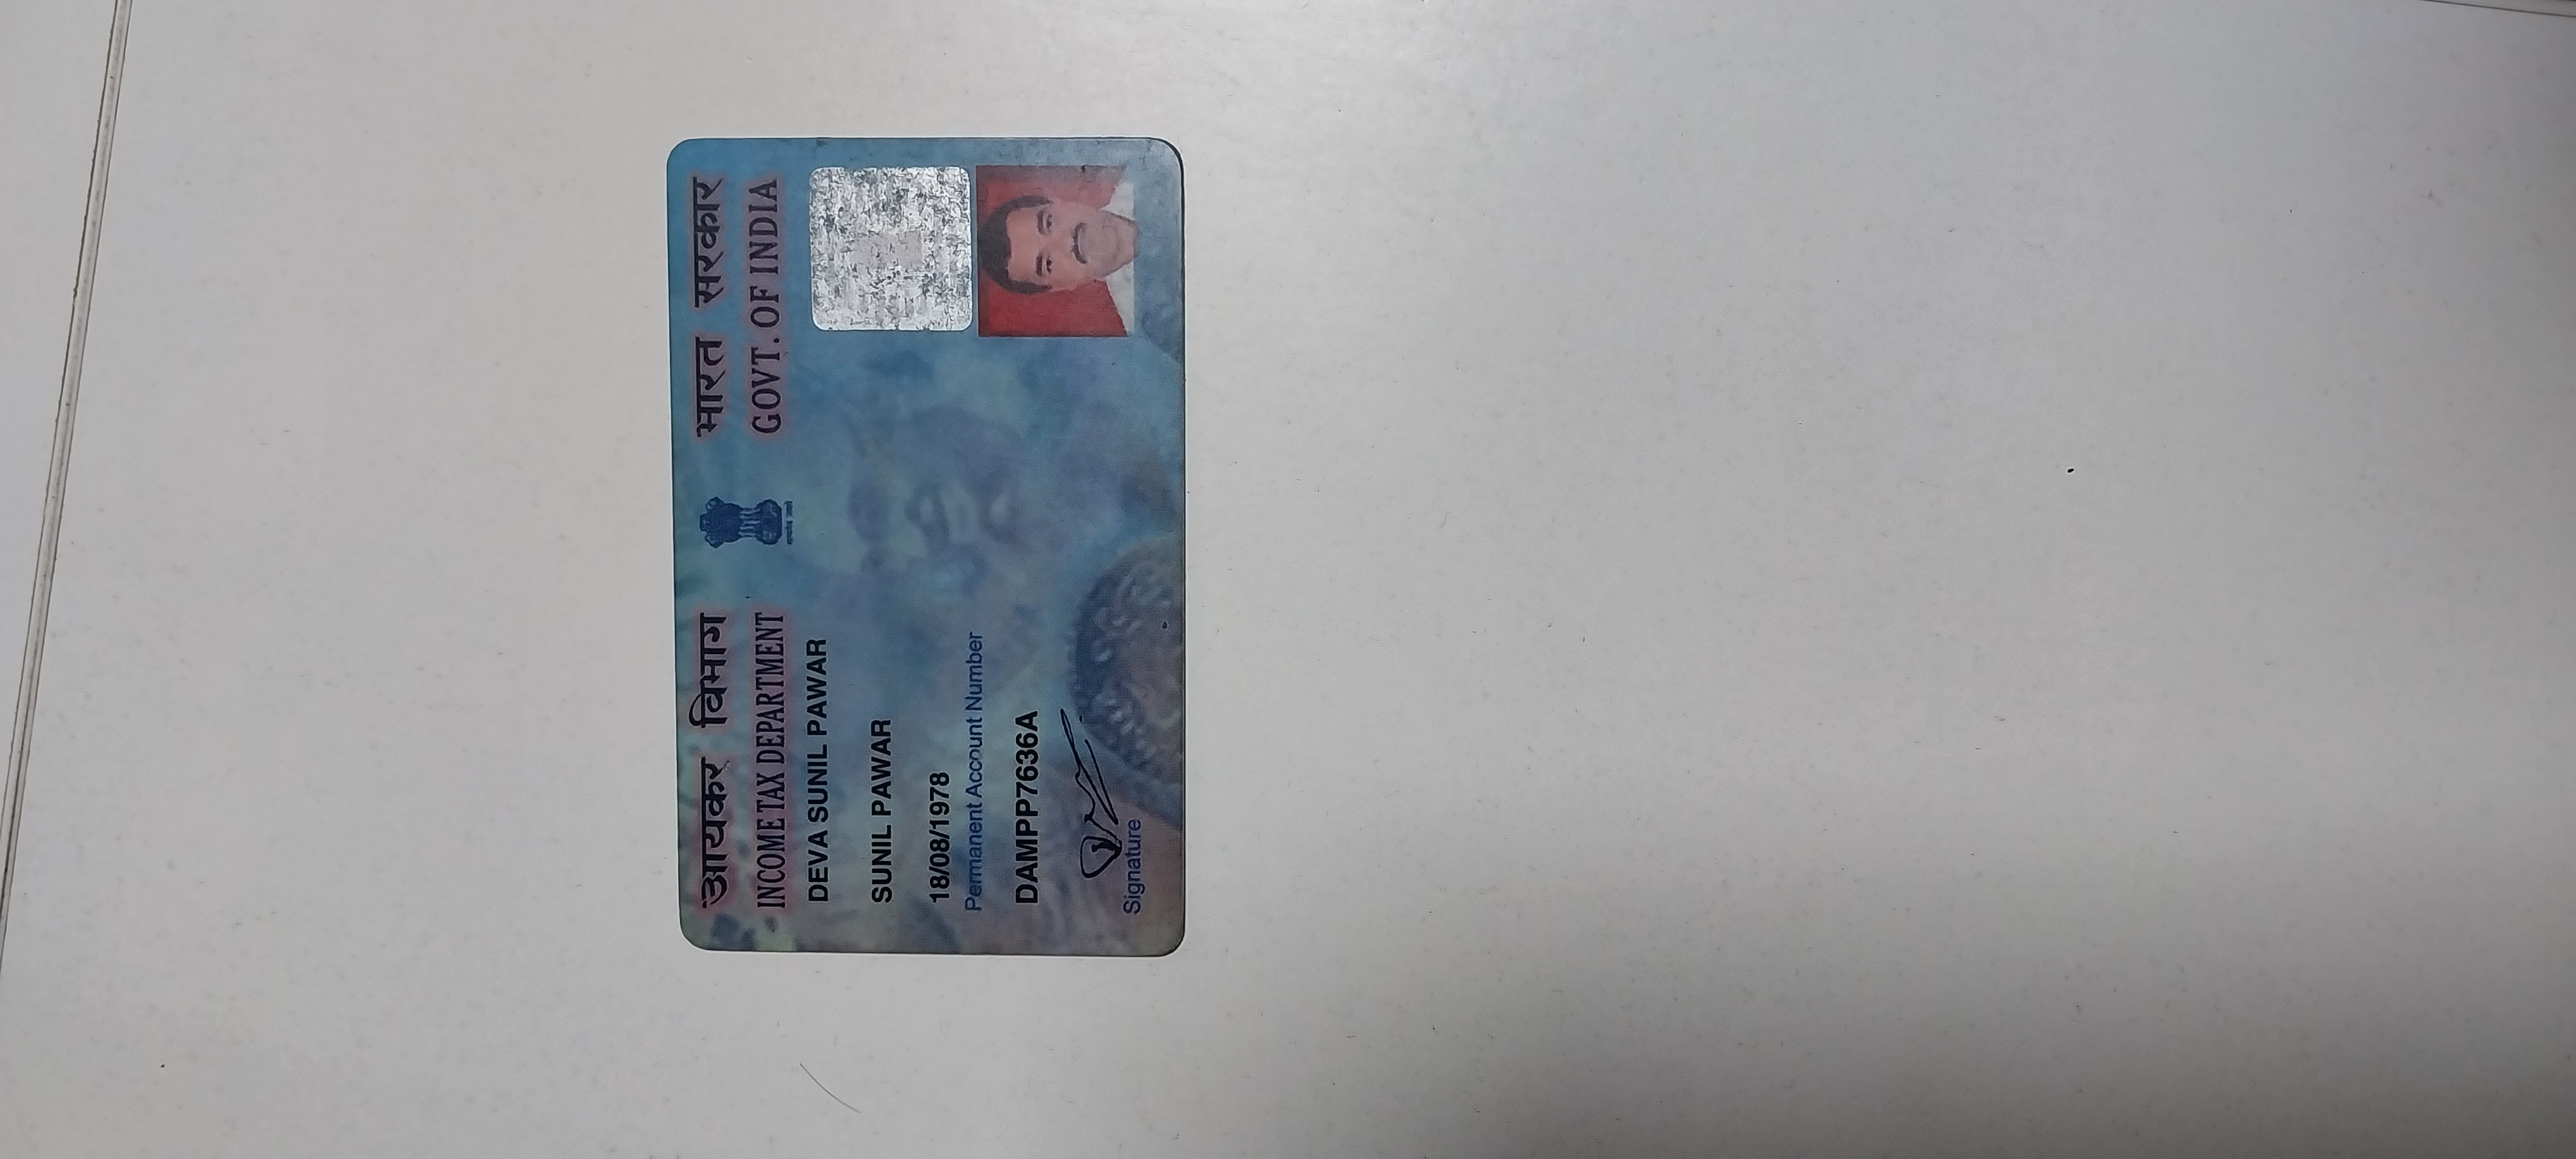 आयकर विभाग
INCOME TAX DEPARTMENT
भारत सरकार
GOVT. OF INDIA
DEVA SUNIL PAWAR
SUNIL PAWAR
18/08/1978
Permanent Account Number
DAMPP7636A
Signature